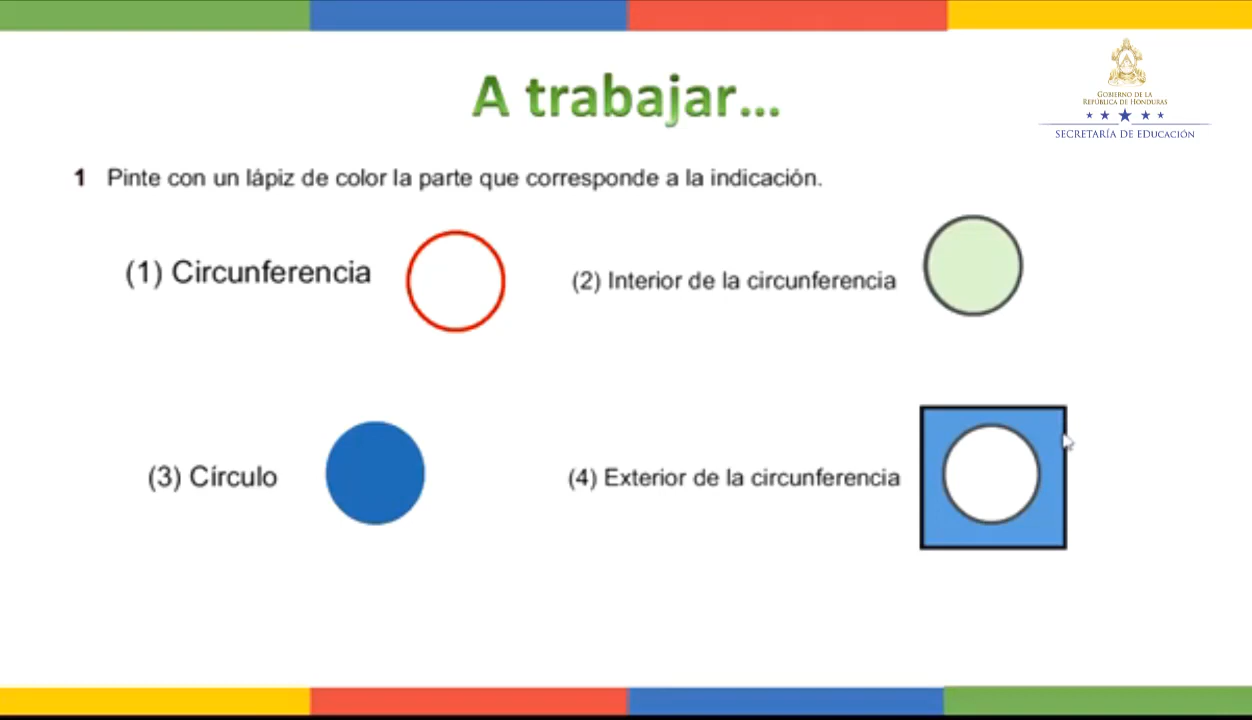 A trabajar...
GOBIERNO DE LA
REPÚBLICA DE HONDURAS
SECRETARÍA DE EDUCACIÓN
1 Pinte con un lápiz de color la parte que corresponde a la indicación.
(1) Circunferencia
(2) Interior de la circunferencia
(3) Círculo
(4) Exterior de la circunferencia